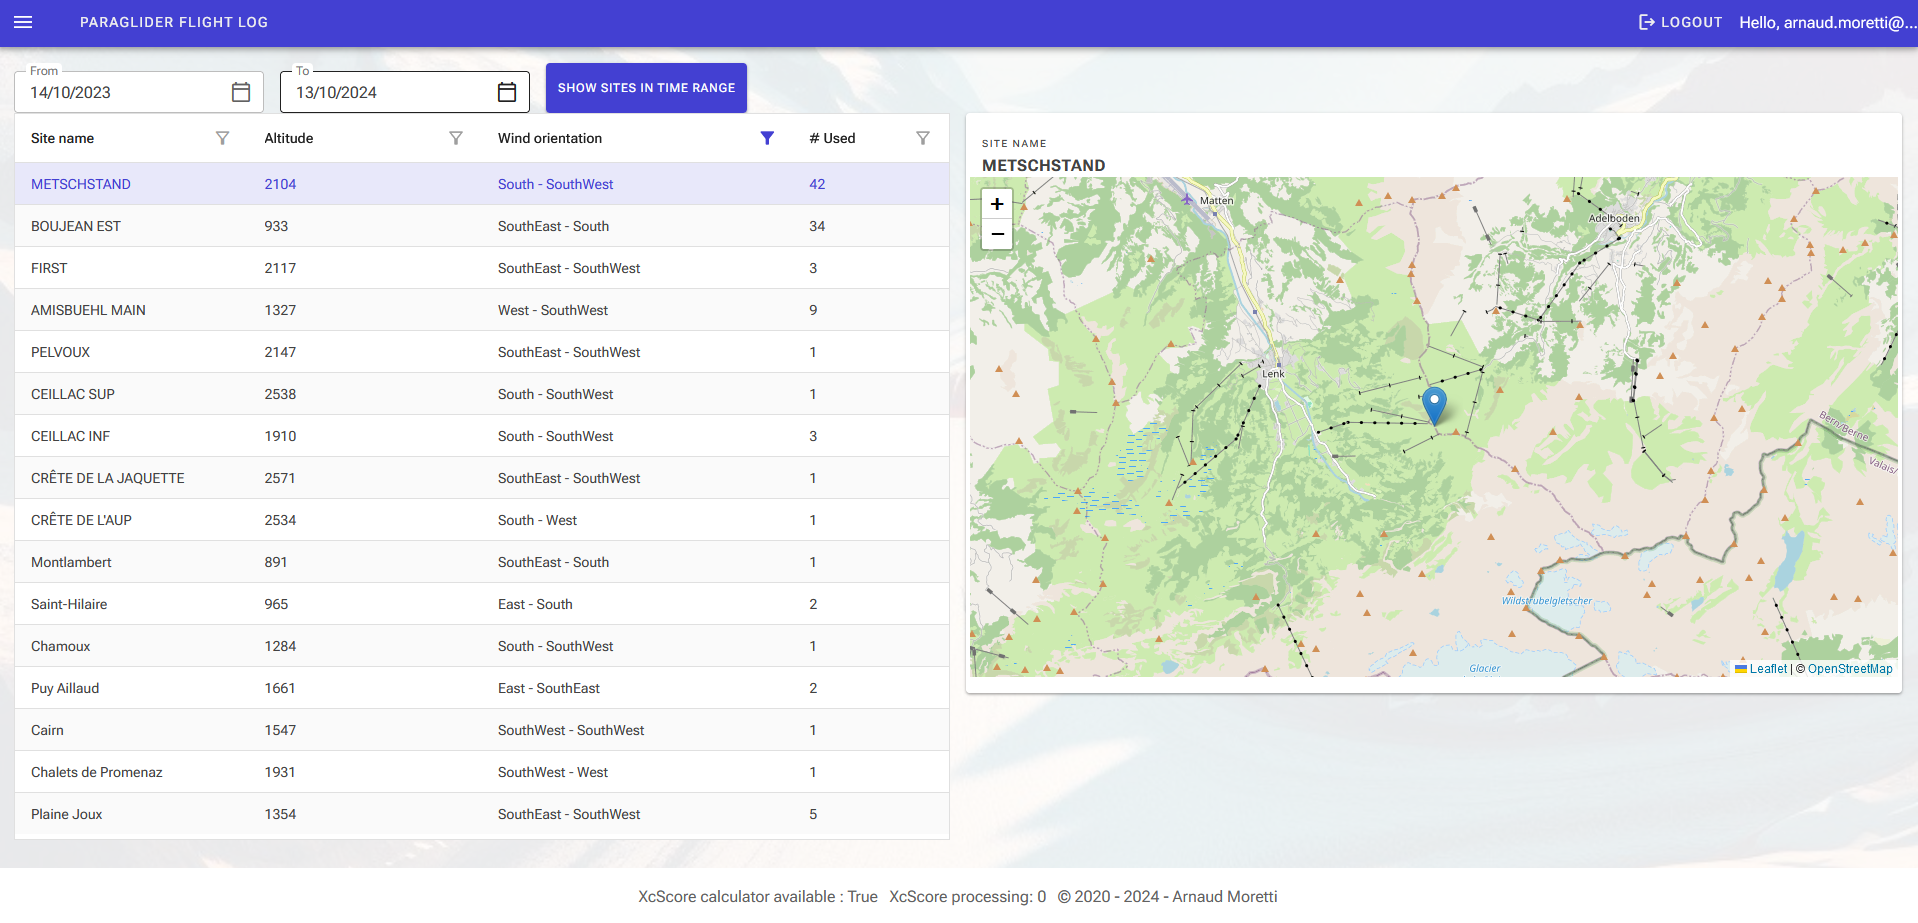 PARAGLIDER FLIGHT LOG
LOGOUT Hello, arnaud.moretti@...
From
14/10/2023
To
13/10/2024
SHOW SITES IN TIME RANGE
Site name Altitude Wind orientation # Used
METSCHSTAND 2104 South - SouthWest 42
BOUJEAN EST 933 SouthEast - South 34
FIRST 2117 SouthEast - SouthWest 3
AMISBUEHL MAIN 1327 West - SouthWest 9
PELVOUX 2147 SouthEast - SouthWest 1
CEILLAC SUP 2538 South - SouthWest 1
CEILLAC INF 1910 South - SouthWest 3
CRÊTE DE LA JAQUETTE 2571 SouthEast - SouthWest 1
CRÊTE DE L'AUP 2534 South - West 1
Montlambert 891 SouthEast - South 1
Saint-Hilaire 965 East - South 2
Chamoux 1284 South - SouthWest 1
Puy Aillaud 1661 East - SouthEast 2
Cairn 1547 SouthWest - SouthWest 1
Chalets de Promenaz 1931 SouthWest - West 1
Plaine Joux 1354 SouthEast - SouthWest 5
SITE NAME
METSCHSTAND
+
−
Matten
Adelboden
Lenk
Bern/Berne
Valais/
Wildstrubelgletscher
Glacier
Leaflet | © OpenStreetMap
XcScore calculator available : True XcScore processing: 0 © 2020 - 2024 - Arnaud Moretti